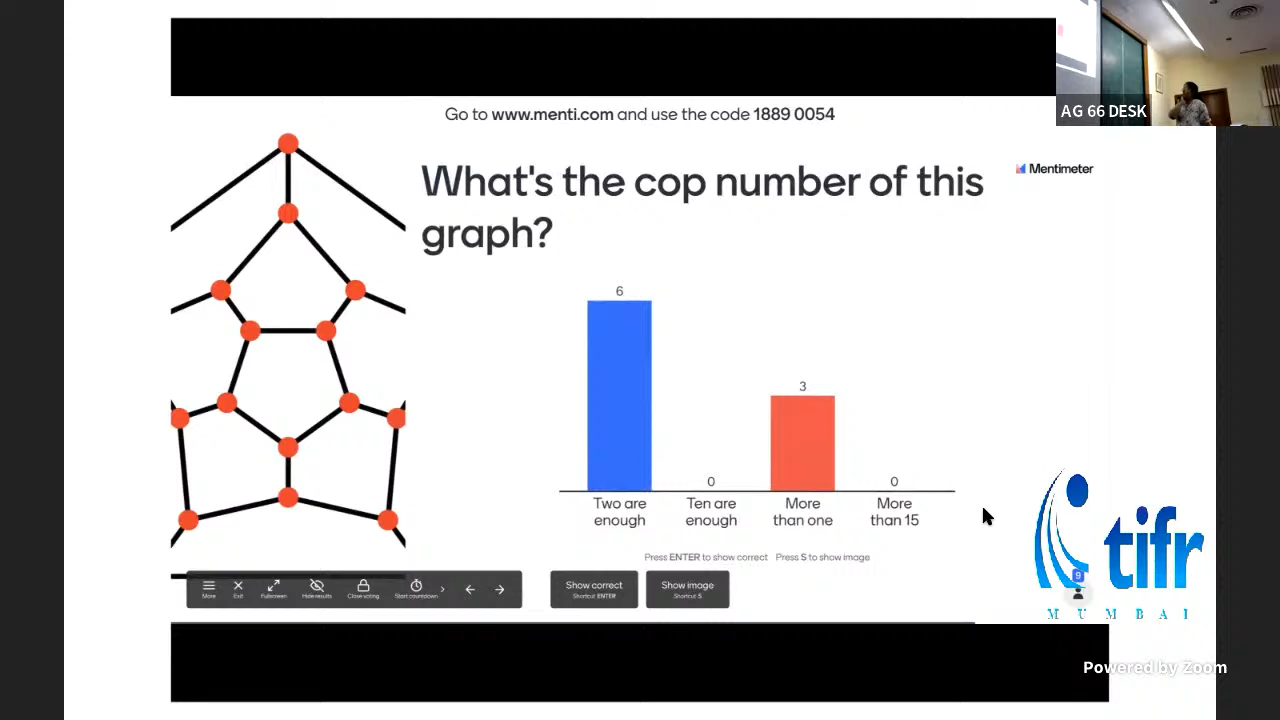 Go to www.menti.com and use the code 1889 0054
AG 66 DESK
What's the cop number of this
graph?
Mentimeter
6
0
3
0
Two are
enough
Ten are
enough
More
than one
More
than 15
Press ENTER to show correct Press S to show image
More
Exit
Fullscreen
Hide results
Close voting
Start countdown
Show correct
Shortcut ENTER
Show image
Shortcut S
tifr
9
M U M B A I
Powered by Zoom